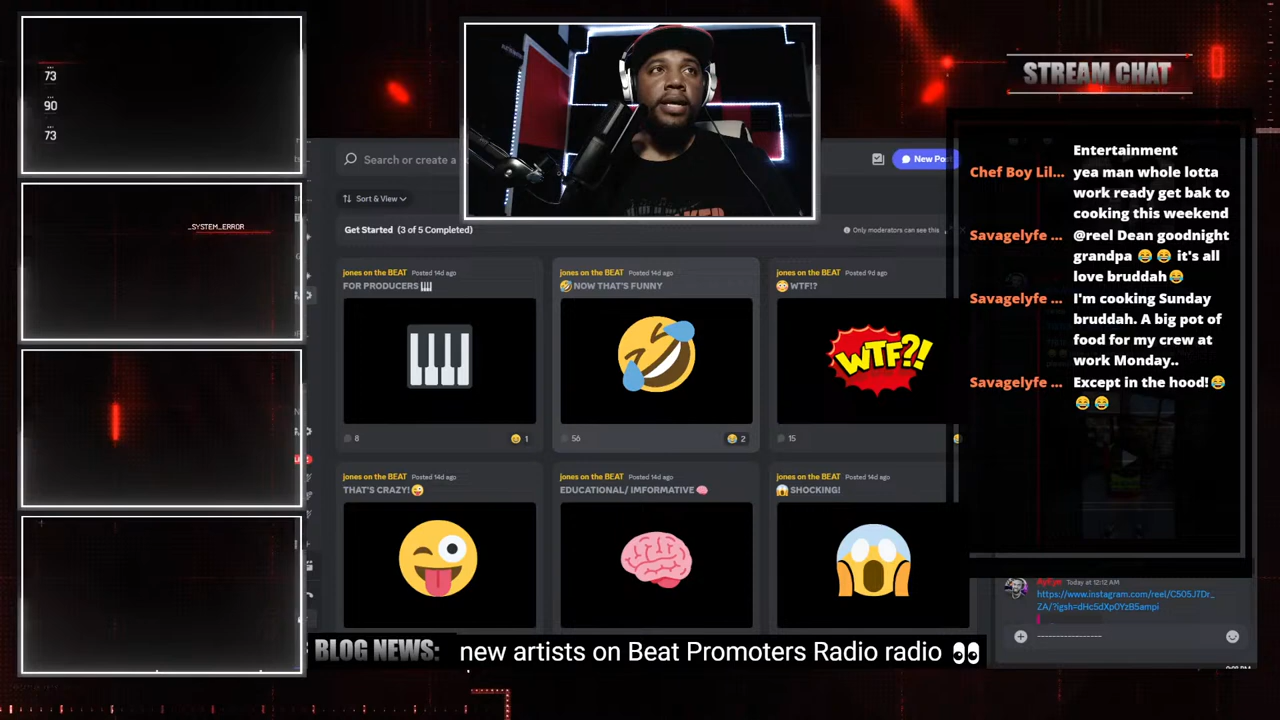 73
90
73
_SYSTEM_ERROR
Search or create a
New Pos
Sort & View
Get Started (3 of 5 Completed)
Only moderators can see this
jones on the BEAT Posted 14d ago
FOR PRODUCERS 🎹
8
😊 1
jones on the BEAT Posted 14d ago
🤣 NOW THAT'S FUNNY
56
😂 2
jones on the BEAT Posted 9d ago
😳 WTF!?
WTF?!
15
jones on the BEAT Posted 14d ago
THAT'S CRAZY! 😜
jones on the BEAT Posted 14d ago
EDUCATIONAL/ IMFORMATIVE 🧠
jones on the BEAT Posted 14d ago
😱 SHOCKING!
BLOG NEWS: new artists on Beat Promoters Radio radio 👀
STREAM CHAT
Entertainment
Chef Boy Lil... yea man whole lotta
work ready get bak to
cooking this weekend
Savagelyfe ... @reel Dean goodnight
grandpa 😂 😂 it's all
love bruddah😂
Savagelyfe ... I'm cooking Sunday
bruddah. A big pot of
food for my crew at
work Monday..
Savagelyfe ... Except in the hood!😂
😂 😂
Today at 12:12 AM
https://www.instagram.com/reel/C505J7Dr_
ZA/?igsh=dHc5dXp0YzB5ampi